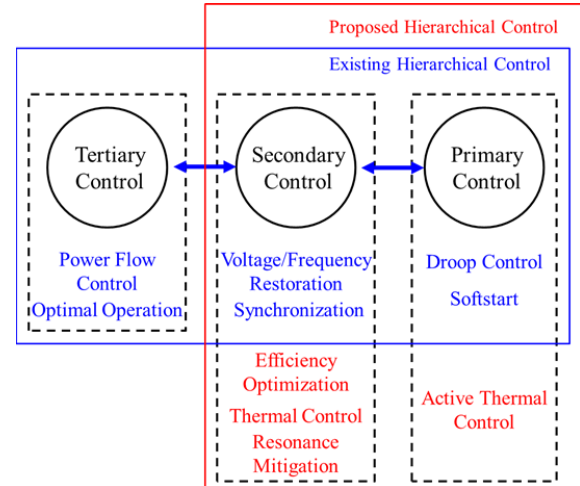 Proposed Hierarchical Control
Existing Hierarchical Control
Tertiary
Control
Secondary
Control
Primary
Control
Power Flow
Control
Optimal Operation
Voltage/Frequency
Restoration
Synchronization
Droop Control
Softstart
Efficiency
Optimization
Thermal Control
Resonance
Mitigation
Active Thermal
Control